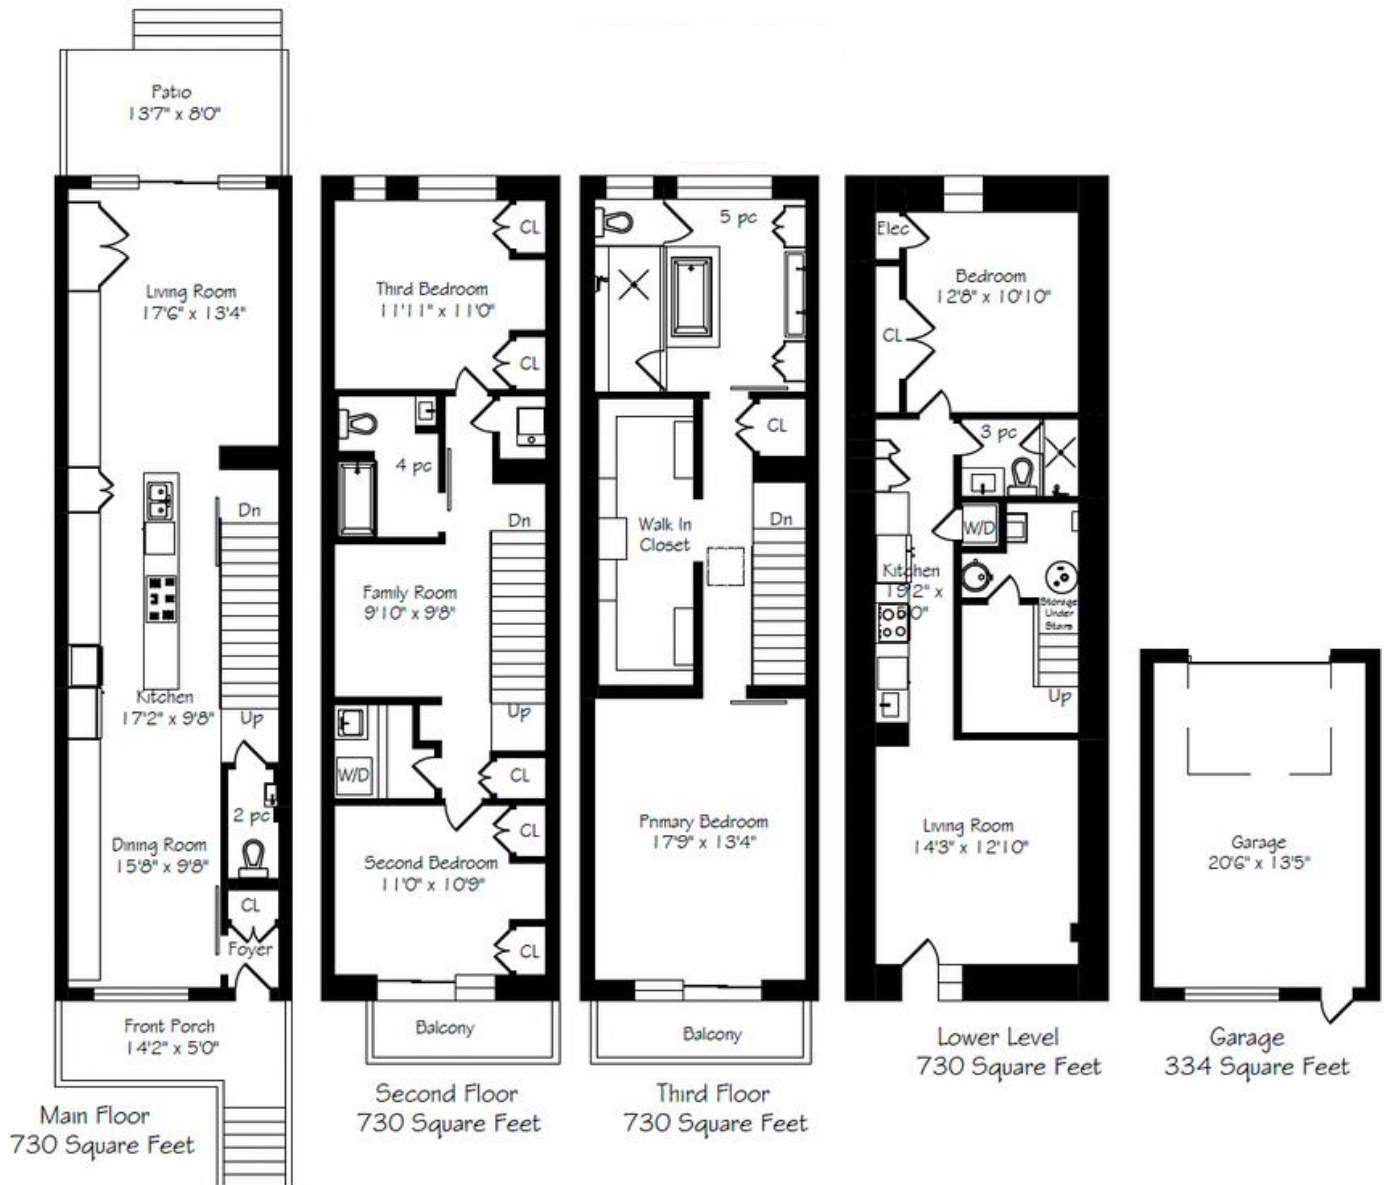 Patio
13'7" x 8'0"
Living Room
17'6" x 13'4"
Dn
Kitchen
17'2" x 9'8"
Up
2 pc
Dining Room
15'8" x 9'8"
CL
Foyer
Front Porch
14'2" x 5'0"
Main Floor
730 Square Feet
CL
Third Bedroom
11'11" x 11'0"
CL
4 pc
Dn
Family Room
9'10" x 9'8"
Up
W/D
CL
CL
Second Bedroom
11'0" x 10'9"
CL
Balcony
Second Floor
730 Square Feet
5 pc
CL
Walk In
Closet
Dn
Primary Bedroom
17'9" x 13'4"
Balcony
Third Floor
730 Square Feet
Elec
Bedroom
12'8" x 10'10"
CL
3 pc
W/D
Kitchen
19'2" x
Storage
Under
Stairs
Up
Living Room
14'3" x 12'10"
Lower Level
730 Square Feet
Garage
20'6" x 13'5"
Garage
334 Square Feet